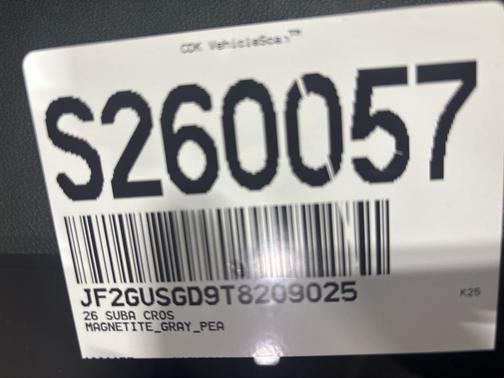 CDK VehicleScan™
S260057
JF2GUSGD9T8209025
K25
26 SUBA CROS
MAGNETITE_GRAY_PEA